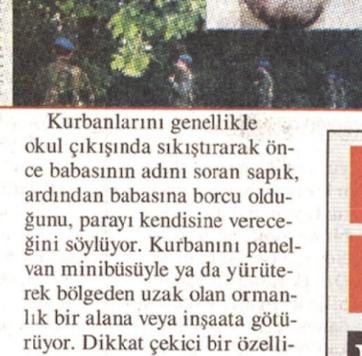 Kurbanlarını genellikle
okul çıkışında sıkıştırarak ön-
ce babasının adını soran sapık,
ardından babasına borcu oldu-
ğunu, parayı kendisine verece-
ğini söylüyor. Kurbanını panel-
van minibüsüyle ya da yürüte-
rek bölgeden uzak olan orman-
lık bir alana veya inşaata götü-
rüyor. Dikkat çekici bir özelli-